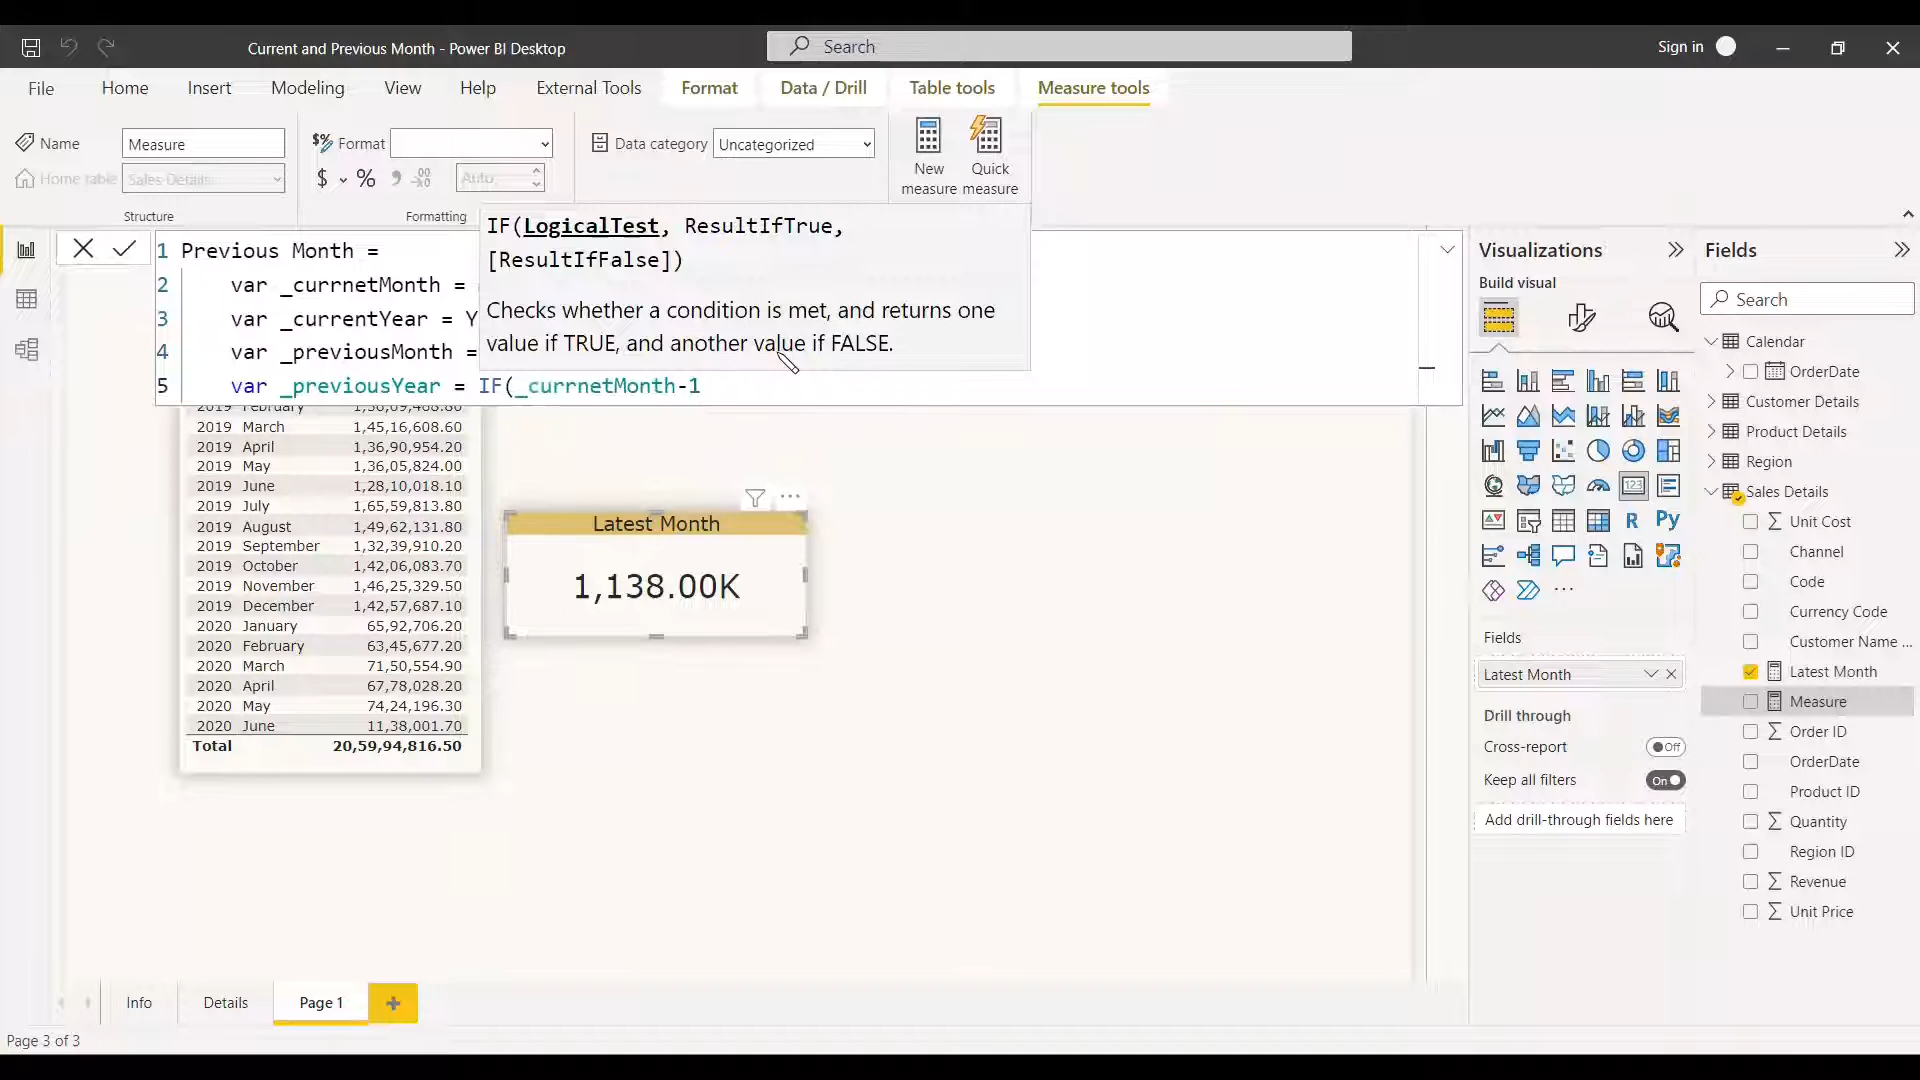 Current and Previous Month - Power BI Desktop
Search
Sign in
File Home Insert Modeling View Help External Tools Format Data / Drill Table tools Measure tools
Name Measure
$% Format
Data category Uncategorized
New measure
Quick measure
Home table Sales Details
$ % 9 .00
Auto
Structure
Formatting
IF(LogicalTest, ResultIfTrue,
[ResultIfFalse])
Checks whether a condition is met, and returns one
value if TRUE, and another value if FALSE.
1 Previous Month =
2 var _currnetMonth =
3 var _currentYear = Y
4 var _previousMonth =
5 var _previousYear = IF(_currnetMonth-1
2019 February 1,36,09,468.80
2019 March 1,45,16,608.60
2019 April 1,36,90,954.20
2019 May 1,36,05,824.00
2019 June 1,28,10,018.10
2019 July 1,65,59,813.80
2019 August 1,49,62,131.80
2019 September 1,32,39,910.20
2019 October 1,42,06,083.70
2019 November 1,46,25,329.50
2019 December 1,42,57,687.10
2020 January 65,92,706.20
2020 February 63,45,677.20
2020 March 71,50,554.90
2020 April 67,78,028.20
2020 May 74,24,196.30
2020 June 11,38,001.70
Total 20,59,94,816.50
Latest Month
1,138.00K
Visualizations
Build visual
123
R
Py
Fields
Latest Month
Drill through
Cross-report Off
Keep all filters On
Add drill-through fields here
Fields
Search
Calendar
OrderDate
Customer Details
Product Details
Region
Sales Details
Unit Cost
Channel
Code
Currency Code
Customer Name ...
Latest Month
Measure
Order ID
OrderDate
Product ID
Quantity
Region ID
Revenue
Unit Price
Info Details Page 1
Page 3 of 3